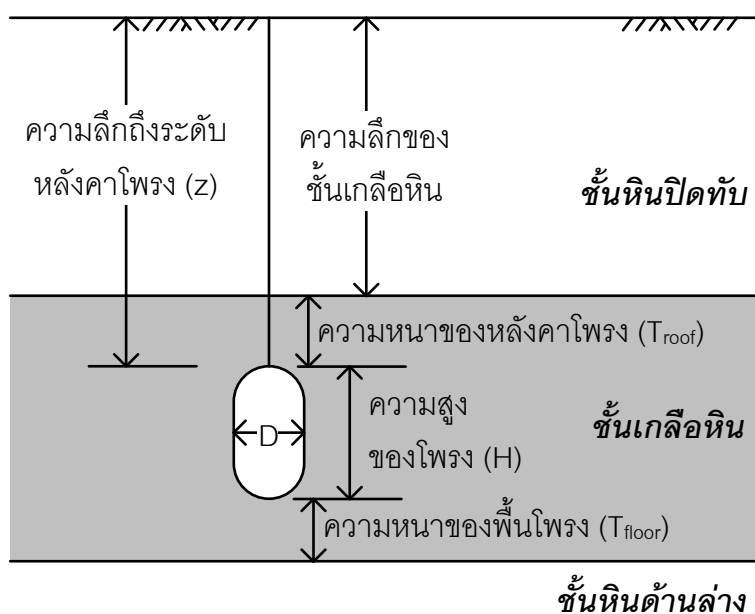 ความลึกถึงระดับ
หลังคาโพรง (z)
ความลึกของ
ชั้นเกลือหิน
ชั้นหินปิดทับ
ความหนาของหลังคาโพรง (Troof)
D
ความสูง
ของโพรง (H)
ชั้นเกลือหิน
ความหนาของพื้นโพรง (Tfloor)
ชั้นหินด้านล่าง